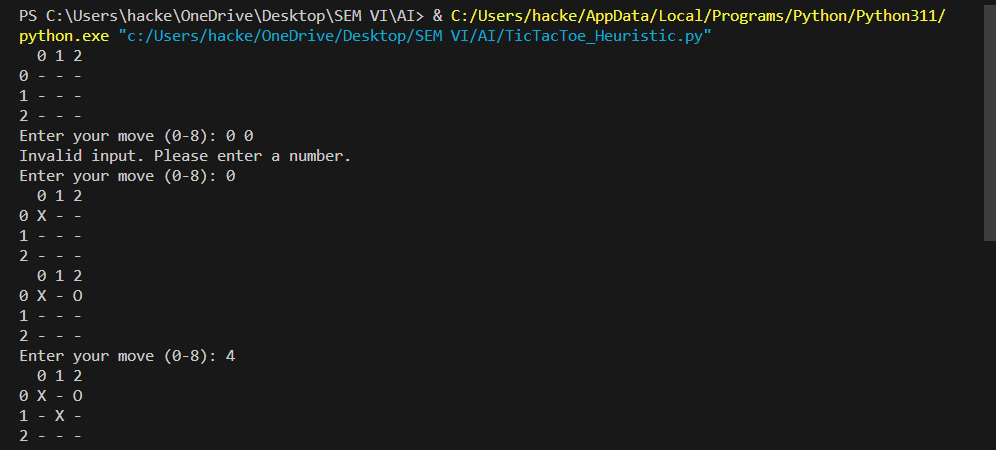 PS C:\Users\hacke\OneDrive\Desktop\SEM VI\AI> & C:/Users/hacke/AppData/Local/Programs/Python/Python311/
python.exe "c:/Users/hacke/OneDrive/Desktop/SEM VI/AI/TicTacToe_Heuristic.py"
  0 1 2
0 - - -
1 - - -
2 - - -
Enter your move (0-8): 0 0
Invalid input. Please enter a number.
Enter your move (0-8): 0
  0 1 2
0 X - -
1 - - -
2 - - -
  0 1 2
0 X - O
1 - - -
2 - - -
Enter your move (0-8): 4
  0 1 2
0 X - O
1 - X -
2 - - -